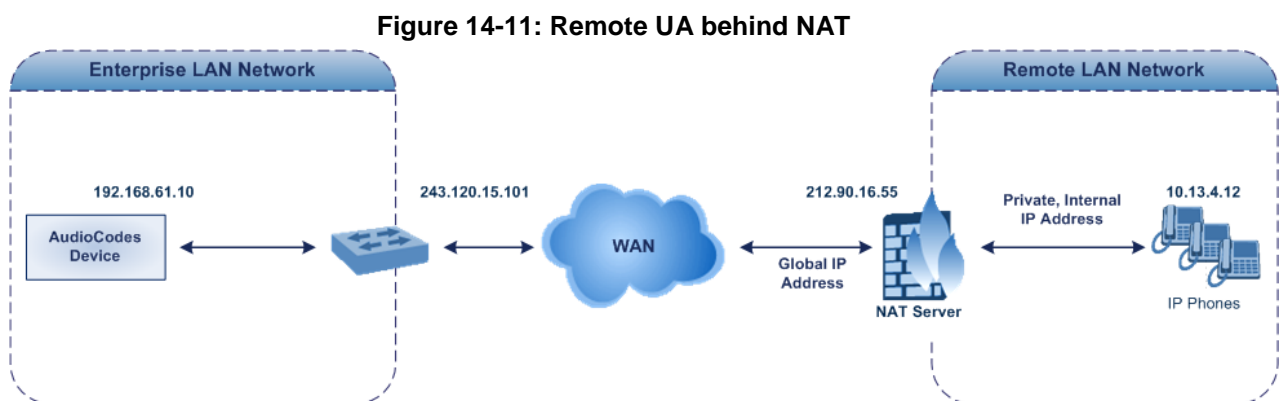 Figure 14-11: Remote UA behind NAT
Enterprise LAN Network
Remote LAN Network
192.168.61.10
243.120.15.101
212.90.16.55
Private, Internal
IP Address
10.13.4.12
AudioCodes
Device
WAN
Global IP
Address
NAT Server
IP Phones